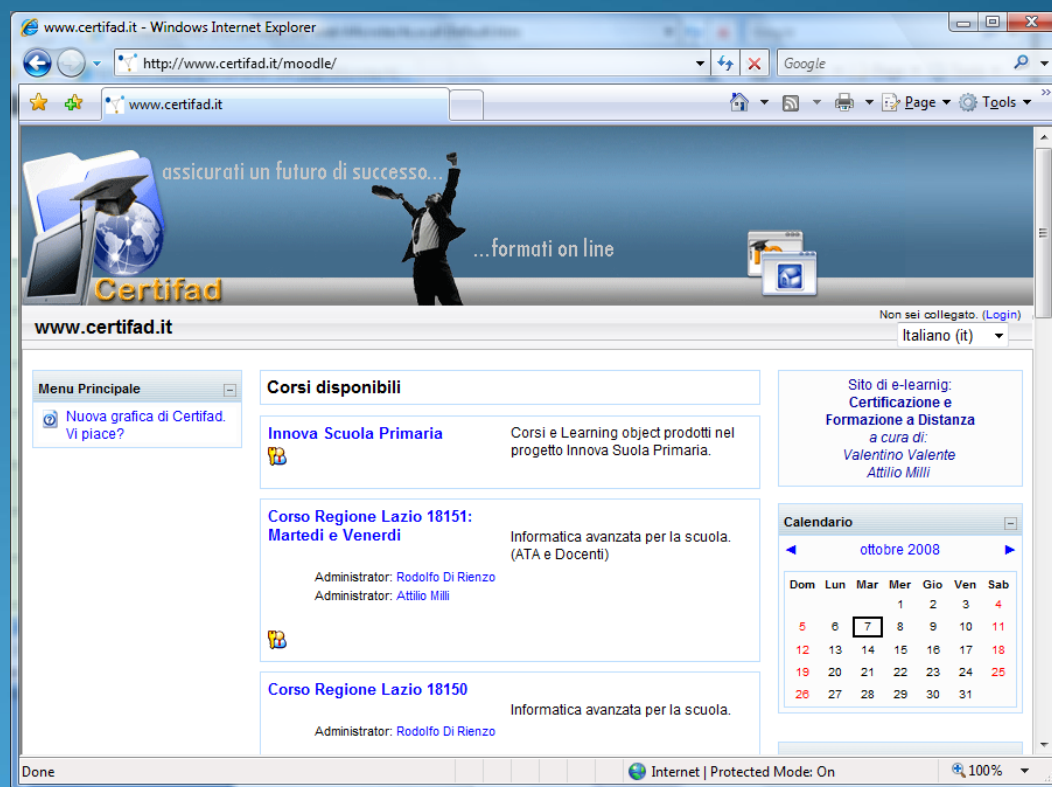 www.certifad.it - Windows Internet Explorer
http://www.certifad.it/moodle/
Google
www.certifad.it
Page
Tools
assicurati un futuro di successo...
...formati on line
Certifad
www.certifad.it
Non sei collegato. (Login)
Italiano (it)
Menu Principale
Nuova grafica di Certifad.
Vi piace?
Corsi disponibili
Innova Scuola Primaria
Corsi e Learning object prodotti nel
progetto Innova Suola Primaria.
Corso Regione Lazio 18151:
Martedi e Venerdi
Informatica avanzata per la scuola.
(ATA e Docenti)
Administrator: Rodolfo Di Rienzo
Administrator: Attilio Milli
Corso Regione Lazio 18150
Informatica avanzata per la scuola.
Administrator: Rodolfo Di Rienzo
Sito di e-learnig:
Certificazione e
Formazione a Distanza
a cura di:
Valentino Valente
Attilio Milli
Calendario
ottobre 2008
Dom Lun Mar Mer Gio Ven Sab
1 2 3 4
5 6 7 8 9 10 11
12 13 14 15 16 17 18
19 20 21 22 23 24 25
26 27 28 29 30 31
Done
Internet | Protected Mode: On
100%